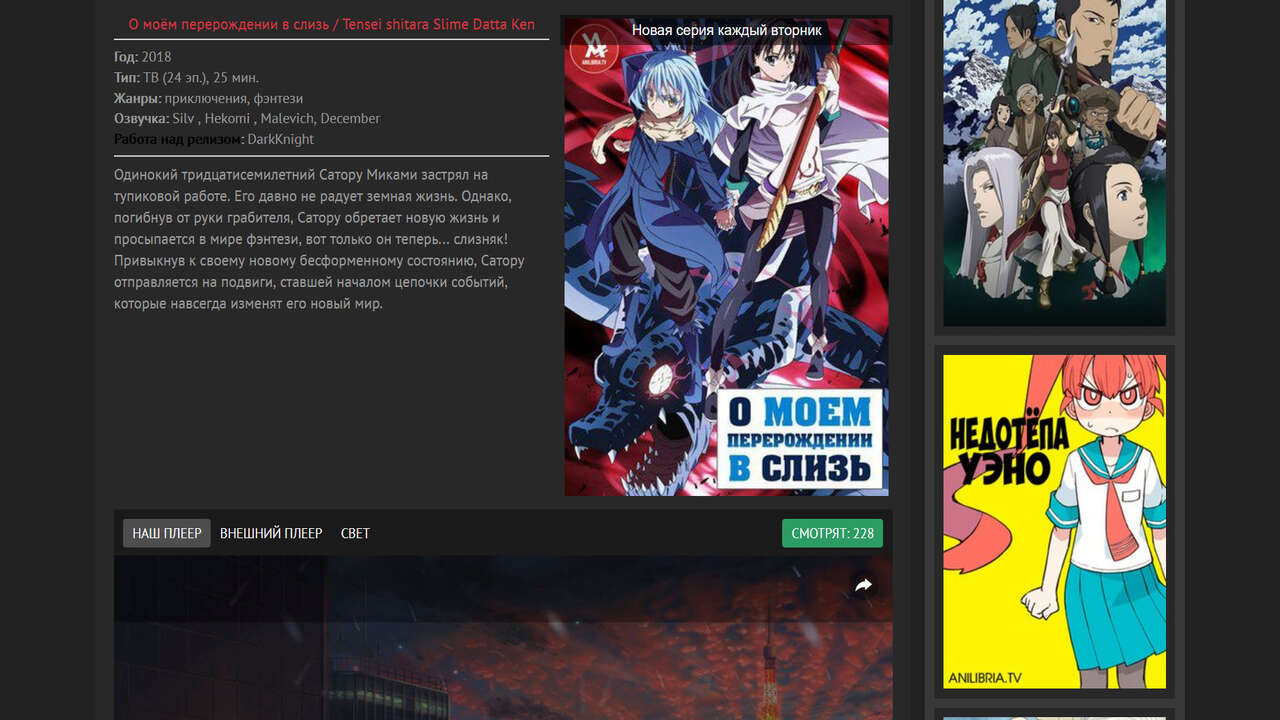 О моём перерождении в слизь / Tensei shitara Slime Datta Ken
Год: 2018
Тип: ТВ (24 эп.), 25 мин.
Жанры: приключения, фэнтези
Озвучка: Silv , Hekomi , Malevich, December
Работа над релизом: DarkKnight
Одинокий тридцатисемилетний Сатору Миками застрял на
тупиковой работе. Его давно не радует земная жизнь. Однако,
погибнув от руки грабителя, Сатору обретает новую жизнь и
просыпается в мире фэнтези, вот только он теперь... слизняк!
Привыкнув к своему новому бесформенному состоянию, Сатору
отправляется на подвиги, ставшей началом цепочки событий,
которые навсегда изменят его новый мир.
Новая серия каждый вторник
ANILIBRIA.TV
О МОЕМ
ПЕРЕРОЖДЕНИИ
В СЛИЗЬ
НАШ ПЛЕЕР
ВНЕШНИЙ ПЛЕЕР
СВЕТ
СМОТРЯТ: 228
НЕДОТЁПА
УЭНО
ANILIBRIA.TV